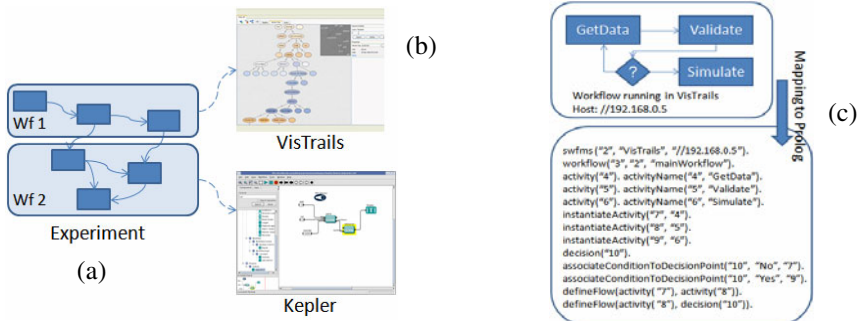 (a)
Wf 1
Wf 2
Experiment
(b)
VisTrails
Kepler
(c)
GetData
Validate
?
Simulate
Workflow running in VisTrails
Host: //192.168.0.5
Mapping to Prolog
swfms ("2", "VisTrails", "//192.168.0.5").
workflow("3", "2", "mainWorkflow").
activity("4"). activityName("4", "GetData").
activity("5"). activityName("5", "Validate").
activity("6"). activityName("6", "Simulate").
instantiateActivity("7", "4").
instantiateActivity("8", "5").
instantiateActivity("9", "6").
decision("10").
associateConditionToDecisionPoint("10", "No", "7").
associateConditionToDecisionPoint("10", "Yes", "9").
defineFlow(activity( "7"), activity("8")).
defineFlow(activity( "8"), decision("10")).